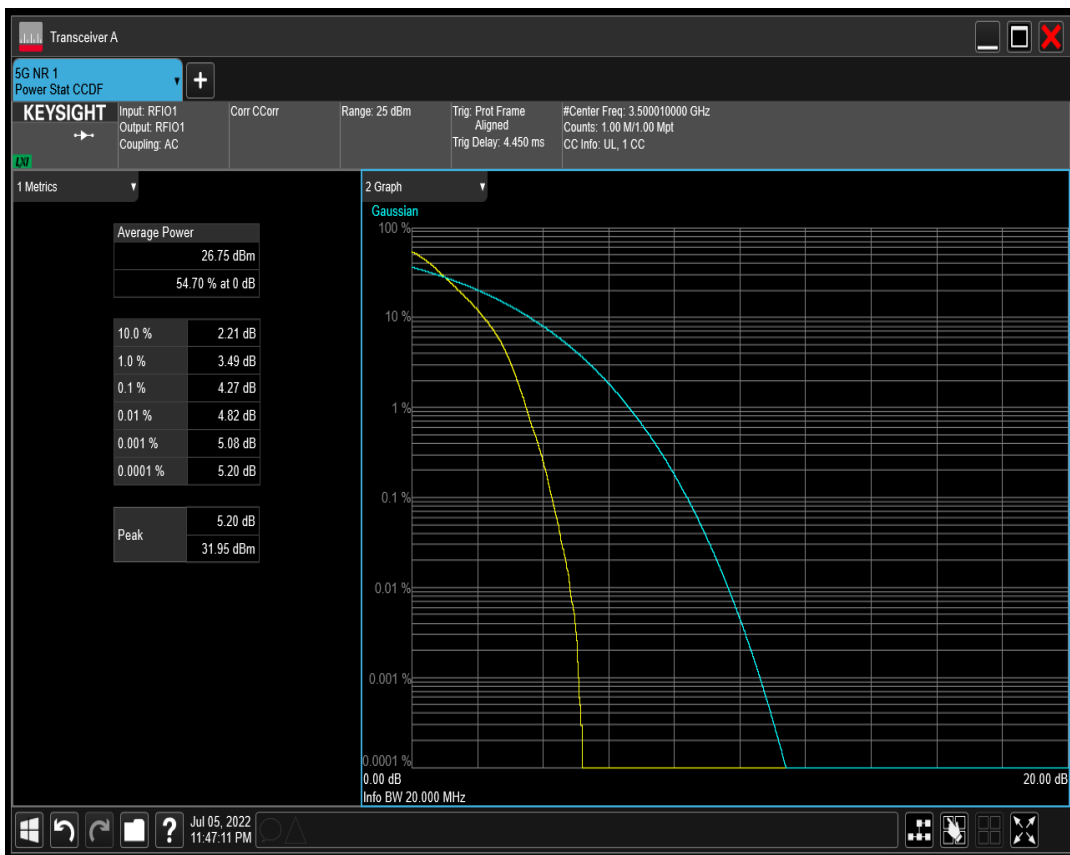 Transceiver A
5G NR 1
Power Stat CCDF
+
KEYSIGHT
LXI
Input: RFIO1
Output: RFIO1
Coupling: AC
Corr CCorr
Range: 25 dBm
Trig: Prot Frame
Aligned
Trig Delay: 4.450 ms
#Center Freq: 3.500010000 GHz
Counts: 1.00 M/1.00 Mpt
CC Info: UL, 1 CC
1 Metrics
Average Power
26.75 dBm
54.70 % at 0 dB
10.0 % 2.21 dB
1.0 % 3.49 dB
0.1 % 4.27 dB
0.01 % 4.82 dB
0.001 % 5.08 dB
0.0001 % 5.20 dB
Peak 5.20 dB
31.95 dBm
2 Graph
Gaussian
100 %
10 %
1 %
0.1 %
0.01 %
0.001 %
0.0001 %
0.00 dB 20.00 dB
Info BW 20.000 MHz
?
Jul 05, 2022
11:47:11 PM